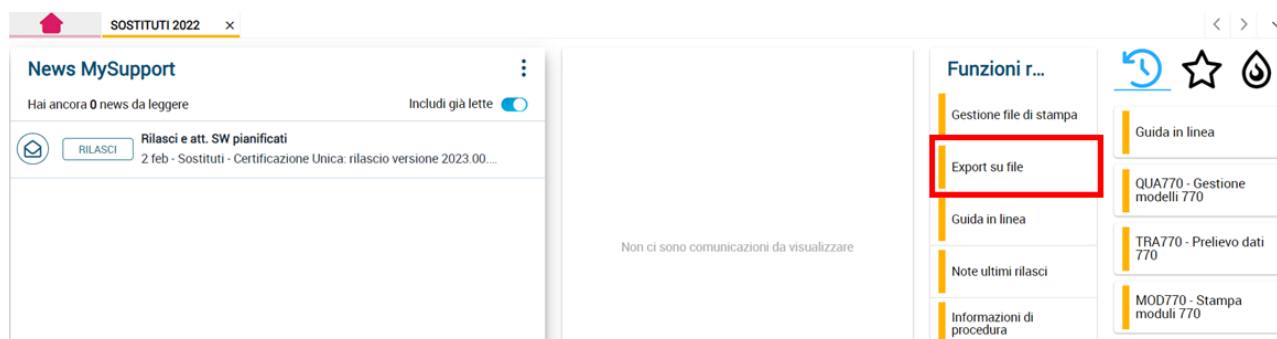 SOSTITUTI 2022
News MySupport
Hai ancora 0 news da leggere
Includi già lette
RILASCI
Rilasci e att. SW pianificati
2 feb - Sostituti - Certificazione Unica: rilascio versione 2023.00....
Non ci sono comunicazioni da visualizzare
Funzioni r...
Gestione file di stampa
Export su file
Guida in linea
Note ultimi rilasci
Informazioni di
procedura
Guida in linea
QUA770 - Gestione
modelli 770
TRA770 - Prelievo dati
770
MOD770 - Stampa
moduli 770